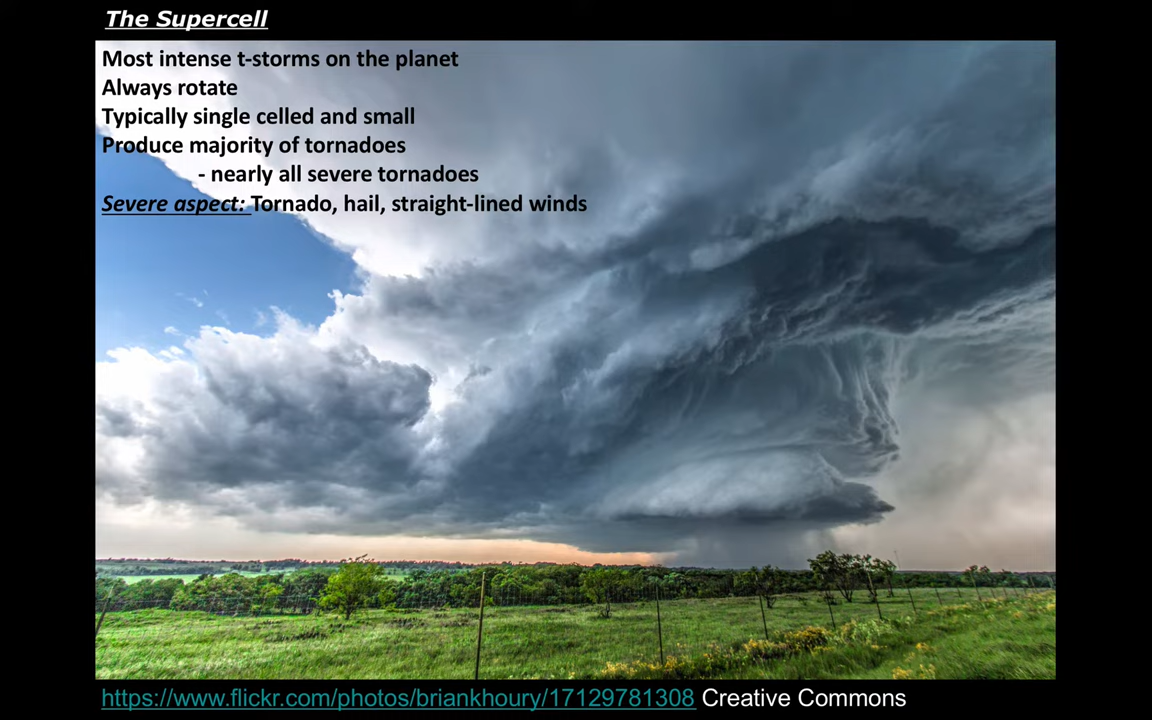 The Supercell
Most intense t-storms on the planet
Always rotate
Typically single celled and small
Produce majority of tornadoes
- nearly all severe tornadoes
Severe aspect: Tornado, hail, straight-lined winds
https://www.flickr.com/photos/briankhoury/17129781308 Creative Commons